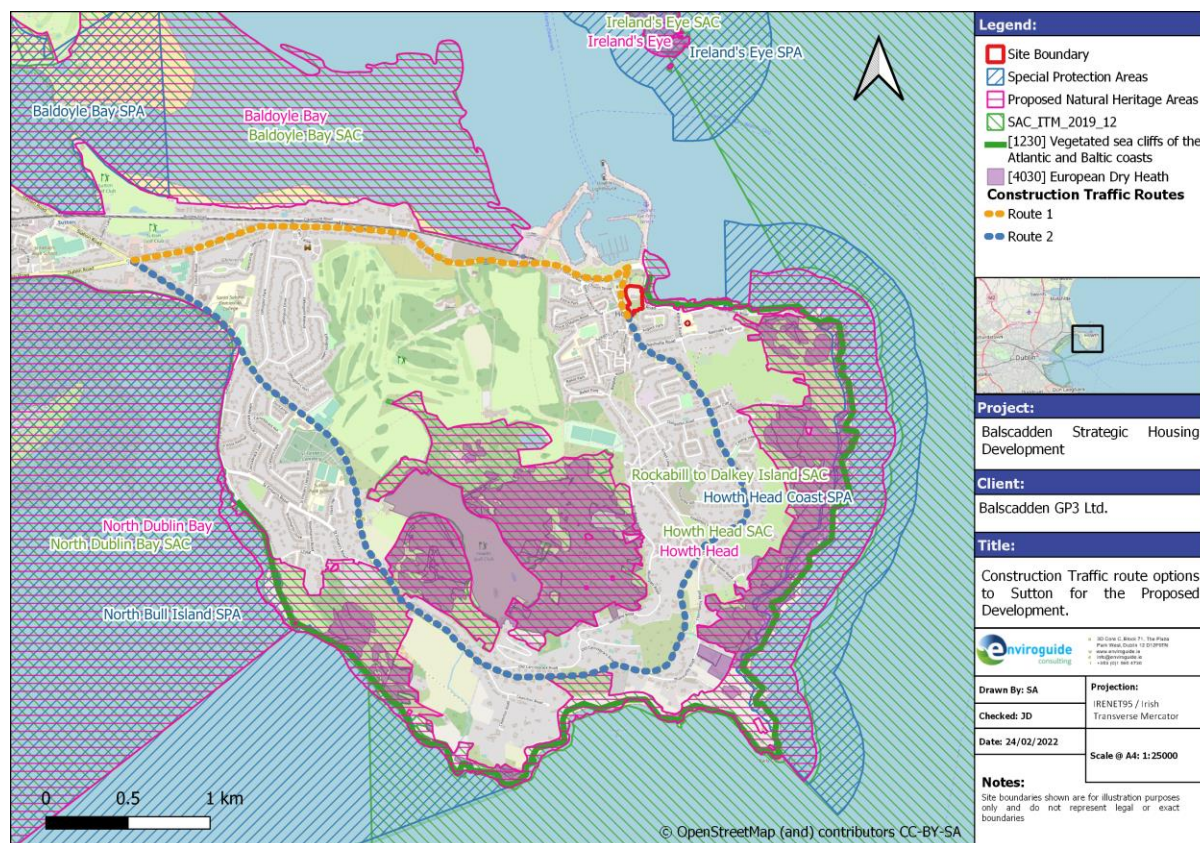 Ireland's Eye SAC
Ireland's Eye
Ireland's Eye SPA
Baldoyle Bay SPA
Baldoyle Bay
Baldoyle Bay SAC
Rockabill to Dalkey Island SAC
Howth Head Coast SPA
Howth Head SAC
Howth Head
North Dublin Bay
North Dublin Bay SAC
North Bull Island SPA
0 0.5 1 km
© OpenStreetMap (and) contributors CC-BY-SA
Legend:
Site Boundary
Special Protection Areas
Proposed Natural Heritage Areas
SAC_ITM_2019_12
[1230] Vegetated sea cliffs of the
Atlantic and Baltic coasts
[4030] European Dry Heath
Construction Traffic Routes
Route 1
Route 2
Dublin
Project:
Balscadden Strategic Housing
Development
Client:
Balscadden GP3 Ltd.
Title:
Construction Traffic route options
to Sutton for the Proposed
Development.
enviroguide
consulting
Drawn By: SA
Checked: JD
Date: 24/02/2022
Projection:
IRENET95 / Irish
Transverse Mercator
Scale @ A4: 1:25000
Notes:
Site boundaries shown are for illustration purposes
only and do not represent legal or exact
boundaries